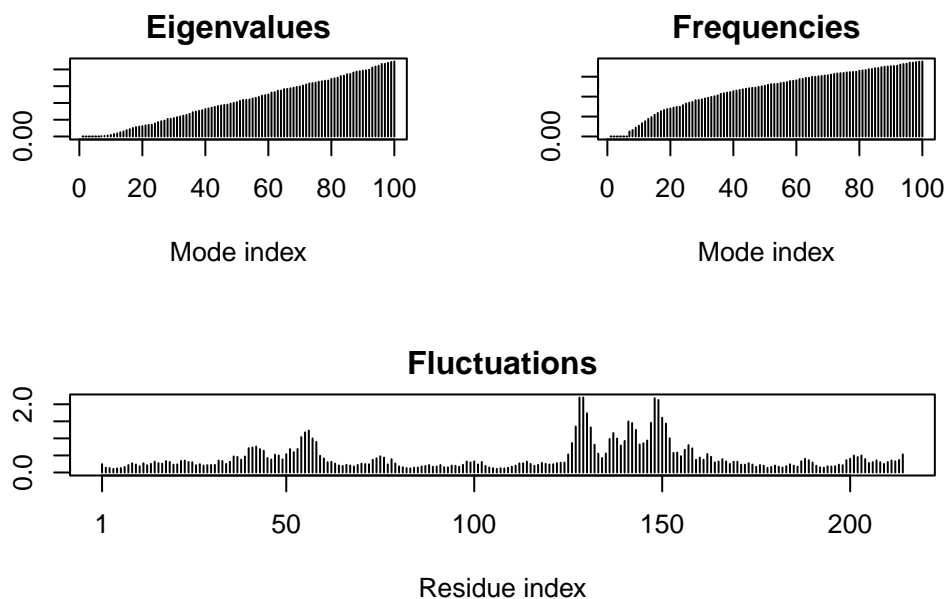 Eigenvalues
0.00
0 20 40 60 80 100
Mode index
Frequencies
0.00
0 20 40 60 80 100
Mode index
Fluctuations
2.0
0.0
1 50 100 150 200
Residue index